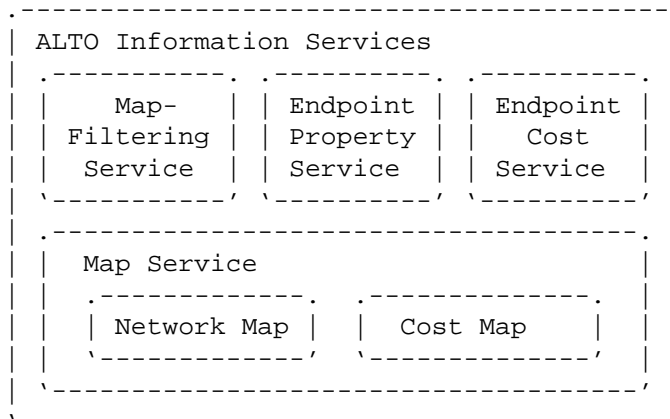 ALTO Information Services
Map- Endpoint Endpoint
Filtering Property Cost
Service Service Service
Map Service
Network Map Cost Map